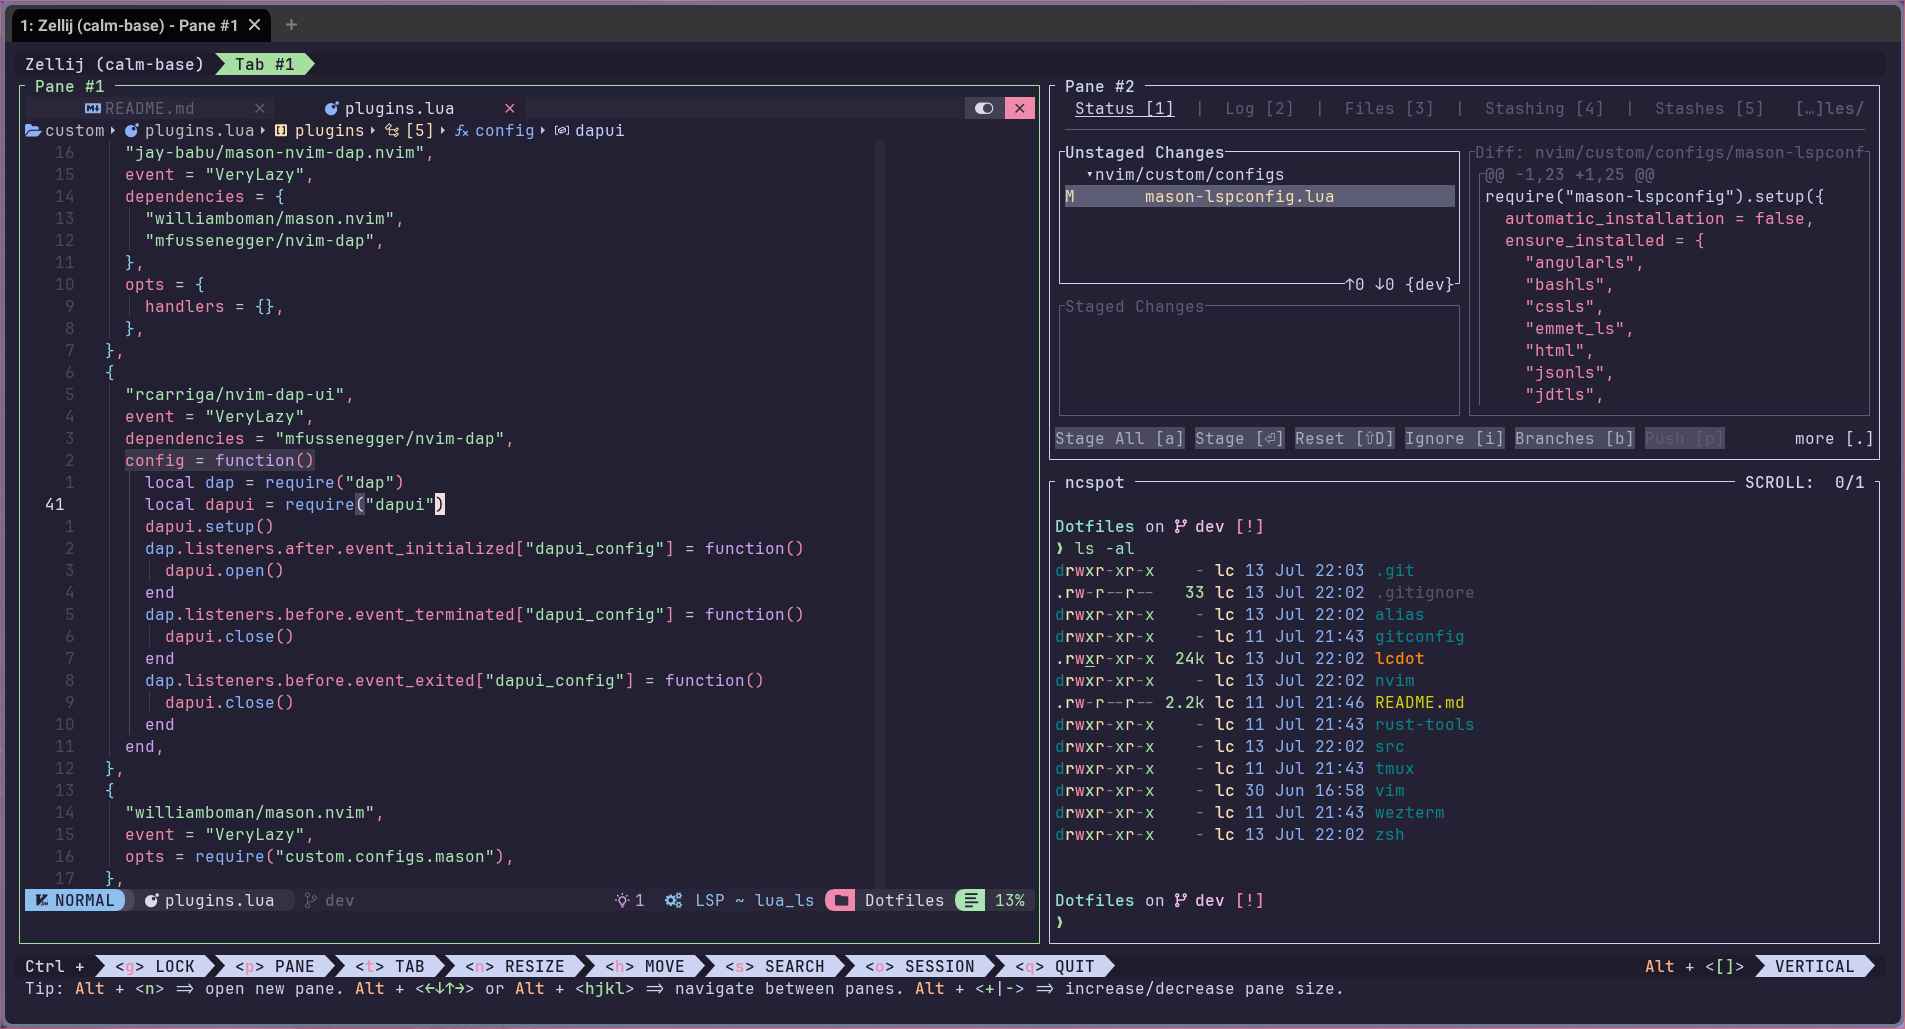 1: Zellij (calm-base) - Pane #1
Zellij (calm-base) Tab #1
Pane #1
README.md plugins.lua
custom plugins.lua plugins [5] config dapui
16 "jay-babu/mason-nvim-dap.nvim",
15 event = "VeryLazy",
14 dependencies = {
13 "williamboman/mason.nvim",
12 "mfussenegger/nvim-dap",
11 },
10 opts = {
9 handlers = {},
8 },
7 },
6 {
5 "rcarriga/nvim-dap-ui",
4 event = "VeryLazy",
3 dependencies = "mfussenegger/nvim-dap",
2 config = function()
1 local dap = require("dap")
41 local dapui = require("dapui")
1 dapui.setup()
2 dap.listeners.after.event_initialized["dapui_config"] = function()
3 dapui.open()
4 end
5 dap.listeners.before.event_terminated["dapui_config"] = function()
6 dapui.close()
7 end
8 dap.listeners.before.event_exited["dapui_config"] = function()
9 dapui.close()
10 end
11 end,
12 },
13 {
14 "williamboman/mason.nvim",
15 event = "VeryLazy",
16 opts = require("custom.configs.mason"),
17 },
NORMAL plugins.lua dev 1 LSP ~ lua_ls Dotfiles 13%
Pane #2
Status [1] | Log [2] | Files [3] | Stashing [4] | Stashes [5] […]les/
Unstaged Changes
▾nvim/custom/configs
M mason-lspconfig.lua
↑0 ↓0 {dev}
Staged Changes
Diff: nvim/custom/configs/mason-lspconf
@@ -1,23 +1,25 @@
require("mason-lspconfig").setup({
automatic_installation = false,
ensure_installed = {
"angularls",
"bashls",
"cssls",
"emmet_ls",
"html",
"jsonls",
"jdtls",
Stage All [a] Stage [⏎] Reset [⇧D] Ignore [i] Branches [b] Push [p] more [.]
ncspot SCROLL: 0/1
Dotfiles on dev [!]
❯ ls -al
drwxr-xr-x - lc 13 Jul 22:03 .git
.rw-r--r-- 33 lc 13 Jul 22:02 .gitignore
drwxr-xr-x - lc 13 Jul 22:02 alias
drwxr-xr-x - lc 11 Jul 21:43 gitconfig
.rwxr-xr-x 24k lc 13 Jul 22:02 lcdot
drwxr-xr-x - lc 13 Jul 22:02 nvim
.rw-r--r-- 2.2k lc 11 Jul 21:46 README.md
drwxr-xr-x - lc 11 Jul 21:43 rust-tools
drwxr-xr-x - lc 13 Jul 22:02 src
drwxr-xr-x - lc 11 Jul 21:43 tmux
drwxr-xr-x - lc 30 Jun 16:58 vim
drwxr-xr-x - lc 11 Jul 21:43 wezterm
drwxr-xr-x - lc 13 Jul 22:02 zsh
Dotfiles on dev [!]
❯
Ctrl + <g> LOCK <p> PANE <t> TAB <n> RESIZE <h> MOVE <s> SEARCH <o> SESSION <q> QUIT Alt + <[]> VERTICAL
Tip: Alt + <n> => open new pane. Alt + <←↓↑→> or Alt + <hjkl> => navigate between panes. Alt + <+|-> => increase/decrease pane size.